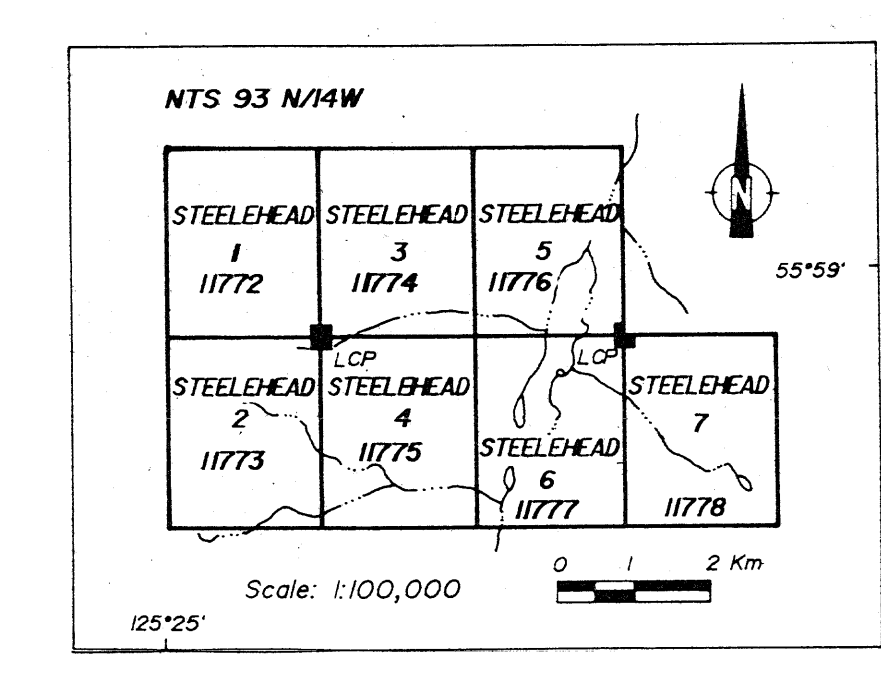 NTS 93 N/14W
N
STEELEHEAD
1
11772
STEELEHEAD
3
11774
STEELEHEAD
5
11776
55°59'
LCP
LCP
STEELEHEAD
2
11773
STEELEHEAD
4
11775
STEELEHEAD
6
11777
STEELEHEAD
7
11778
Scale: 1:100,000
0 1 2 Km
125°25'